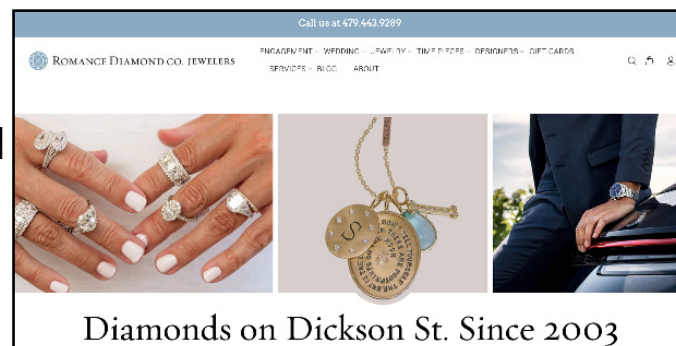 Call us at 479.443.9289
ROMANCE DIAMOND CO. JEWELERS
ENGAGEMENT WEDDING JEWELRY TIME PIECES DESIGNERS GIFT CARDS
SERVICES BLOG ABOUT
S
Diamonds on Dickson St. Since 2003